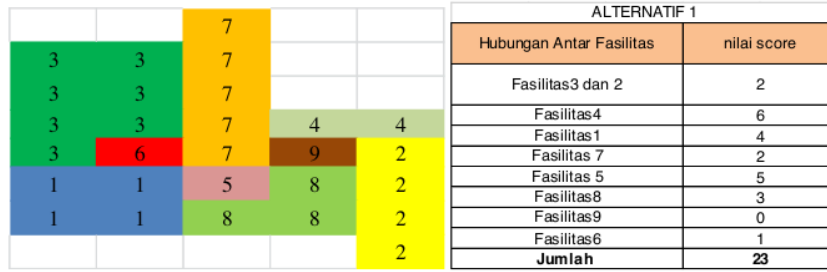 7
3 3 7
3 3 7
3 3 7 4 4
3 6 7 9 2
1 1 5 8 2
1 1 8 8 2
2
ALTERNATIF 1
Hubungan Antar Fasilitas nilai score
Fasilitas3 dan 2 2
Fasilitas4 6
Fasilitas1 4
Fasilitas 7 2
Fasilitas 5 5
Fasilitas8 3
Fasilitas9 0
Fasilitas6 1
Jumlah 23